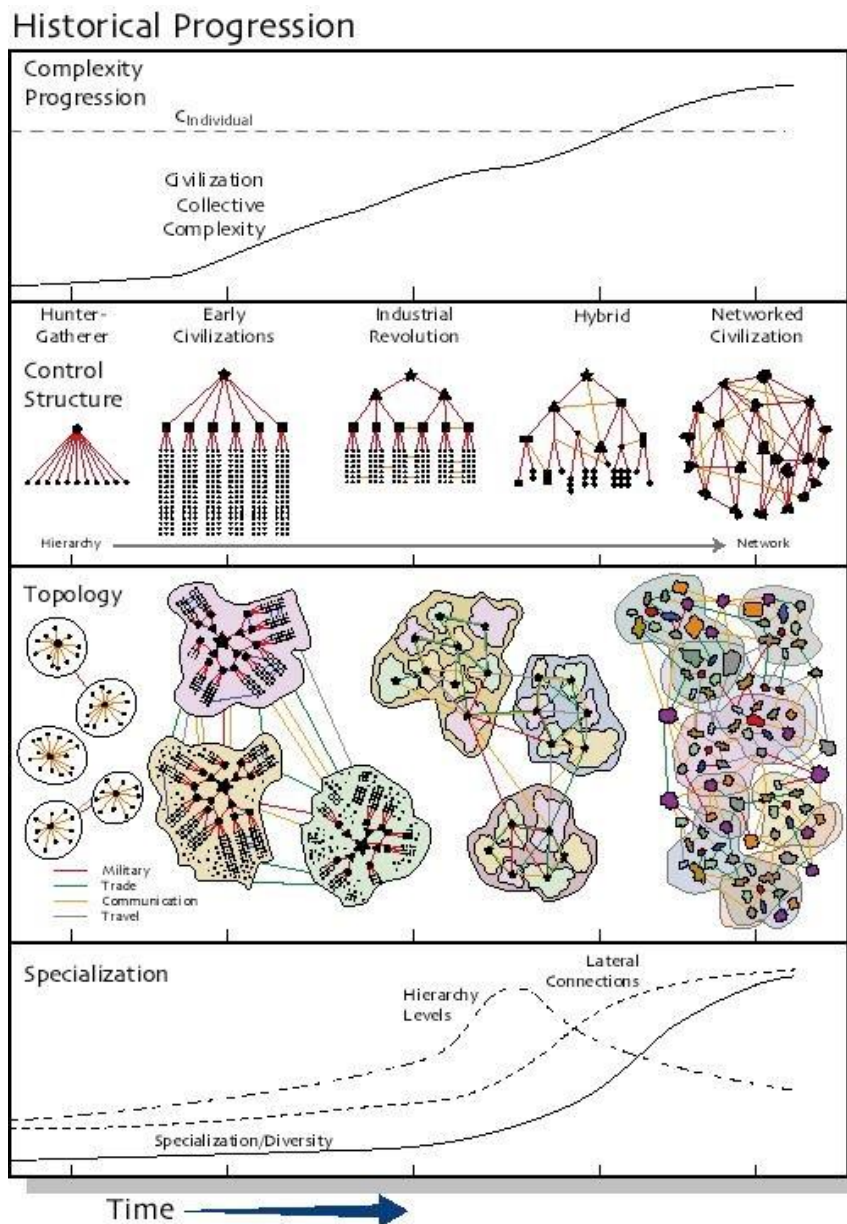 Historical Progression
Complexity
Progression
CIndividual
Civilization
Collective
Complexity
Hunter-
Gatherer
Early
Civilizations
Industrial
Revolution
Hybrid
Networked
Civilization
Control
Structure
Hierarchy
Network
Topology
Military
Trade
Communication
Travel
Specialization
Hierarchy
Levels
Lateral
Connections
Specialization/Diversity
Time